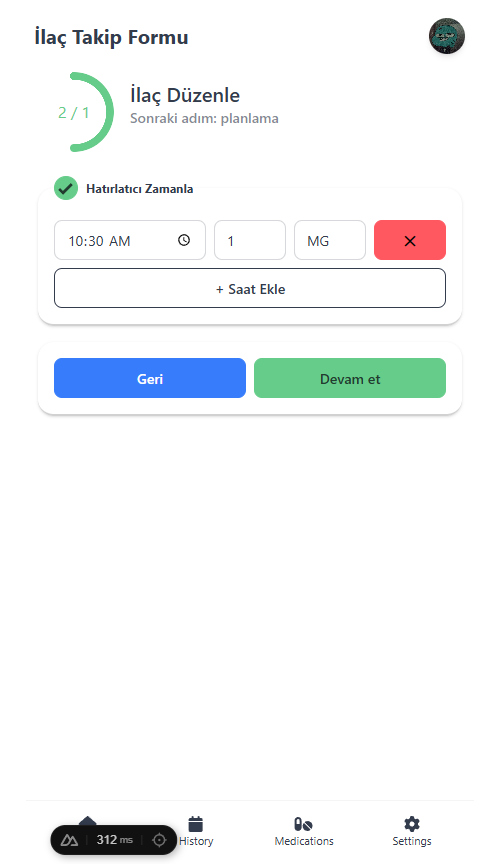 İlaç Takip Formu
2 / 1
İlaç Düzenle
Sonraki adım: planlama
Hatırlatıcı Zamanla
10:30 AM 1 MG
+ Saat Ekle
Geri Devam et
312 ms
History Medications Settings